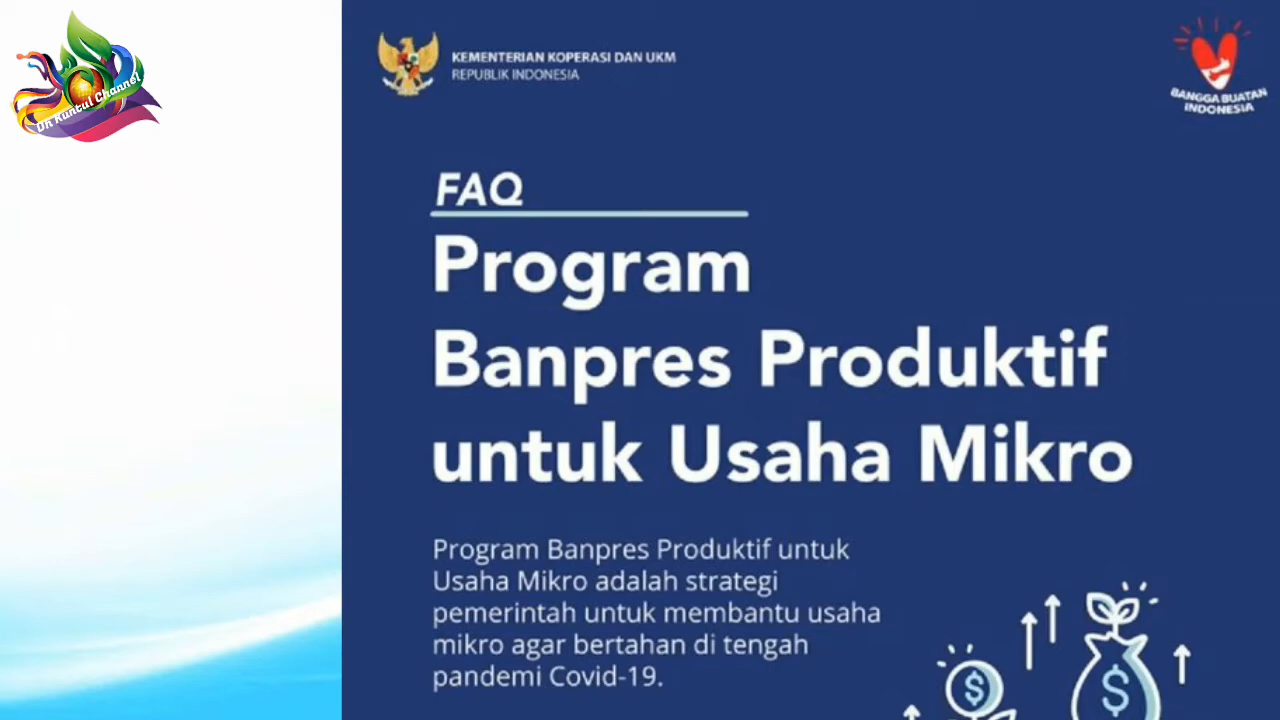 Dn Kuntul Channel
KEMENTERIAN KOPERASI DAN UKM
REPUBLIK INDONESIA
BANGGA BUATAN
INDONESIA
FAQ
Program
Banpres Produktif
untuk Usaha Mikro
Program Banpres Produktif untuk
Usaha Mikro adalah strategi
pemerintah untuk membantu usaha
mikro agar bertahan di tengah
pandemi Covid-19.
$
$